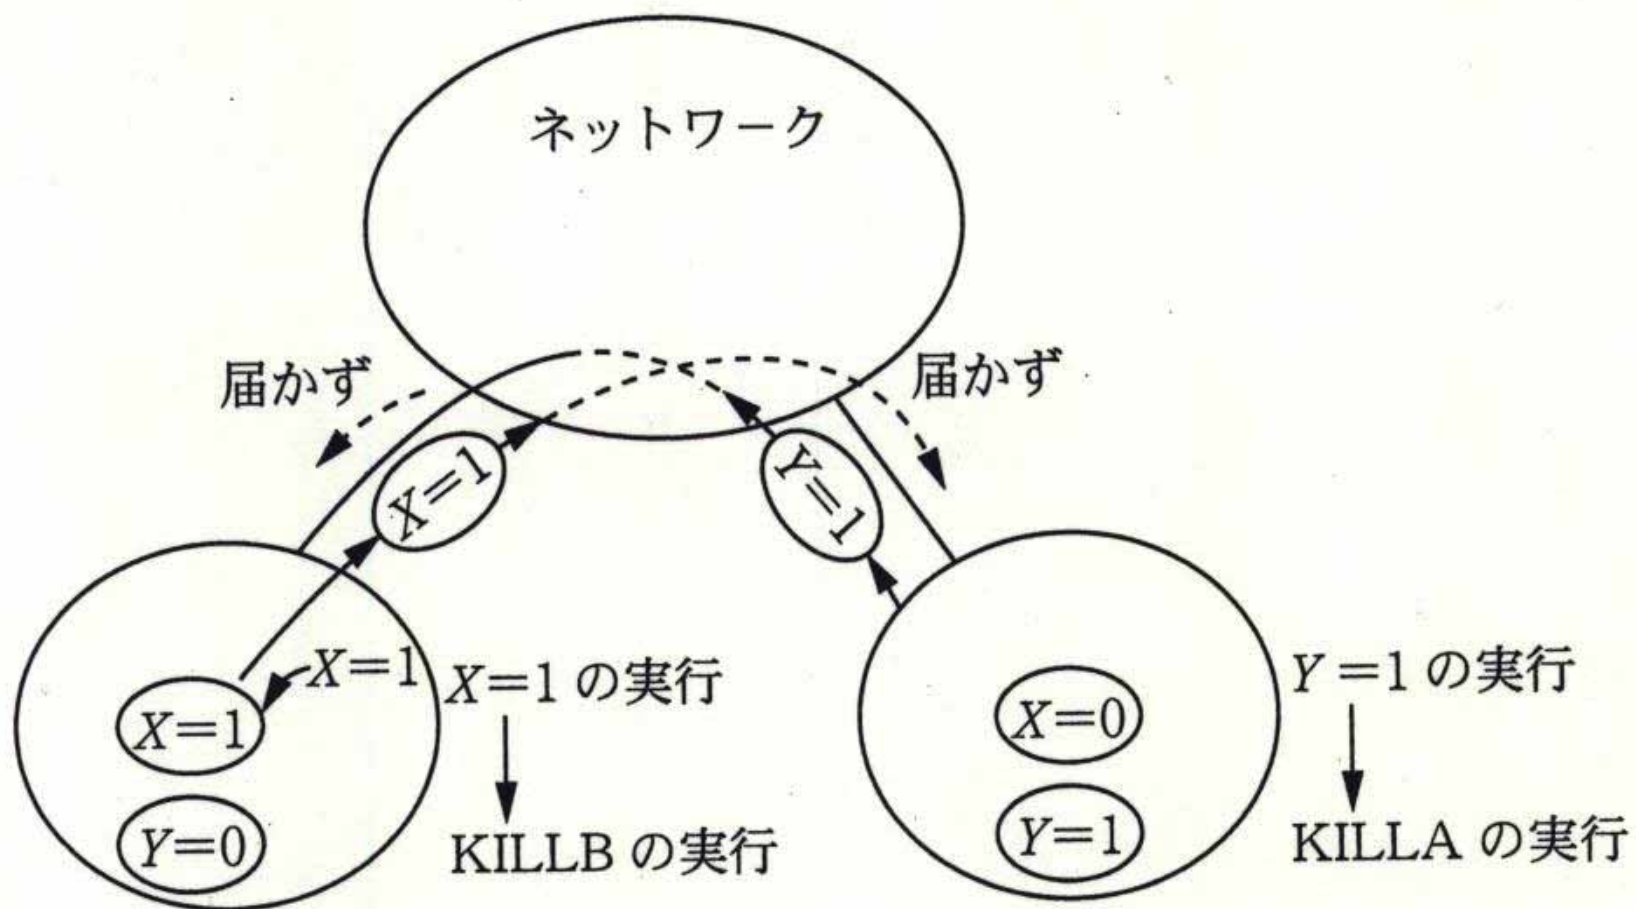 ネットワーク
届かず
届かず
X=1
Y=1
X=1
X=1 の実行
Y=1 の実行
X=1
X=0
Y=0
Y=1
KILLB の実行
KILLA の実行